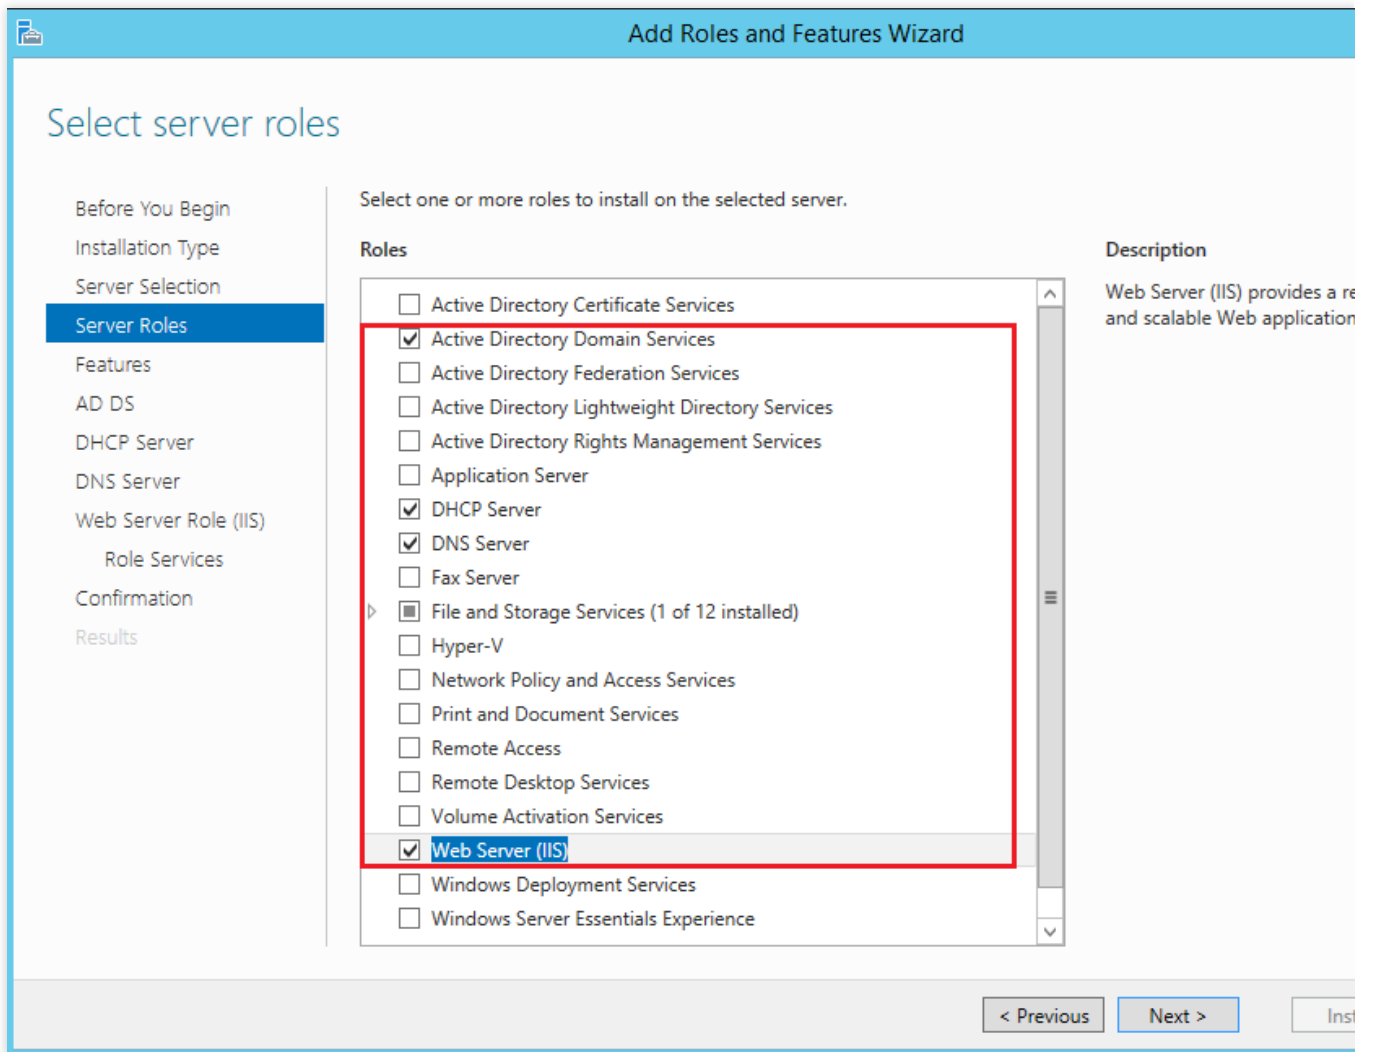 Add Roles and Features Wizard
Select server roles
Before You Begin
Installation Type
Server Selection
Server Roles
Features
AD DS
DHCP Server
DNS Server
Web Server Role (IIS)
Role Services
Confirmation
Results
Select one or more roles to install on the selected server.
Roles
Active Directory Certificate Services
Active Directory Domain Services
Active Directory Federation Services
Active Directory Lightweight Directory Services
Active Directory Rights Management Services
Application Server
DHCP Server
DNS Server
Fax Server
File and Storage Services (1 of 12 installed)
Hyper-V
Network Policy and Access Services
Print and Document Services
Remote Access
Remote Desktop Services
Volume Activation Services
Web Server (IIS)
Windows Deployment Services
Windows Server Essentials Experience
Description
Web Server (IIS) provides a re
and scalable Web application
< Previous
Next >
Inst